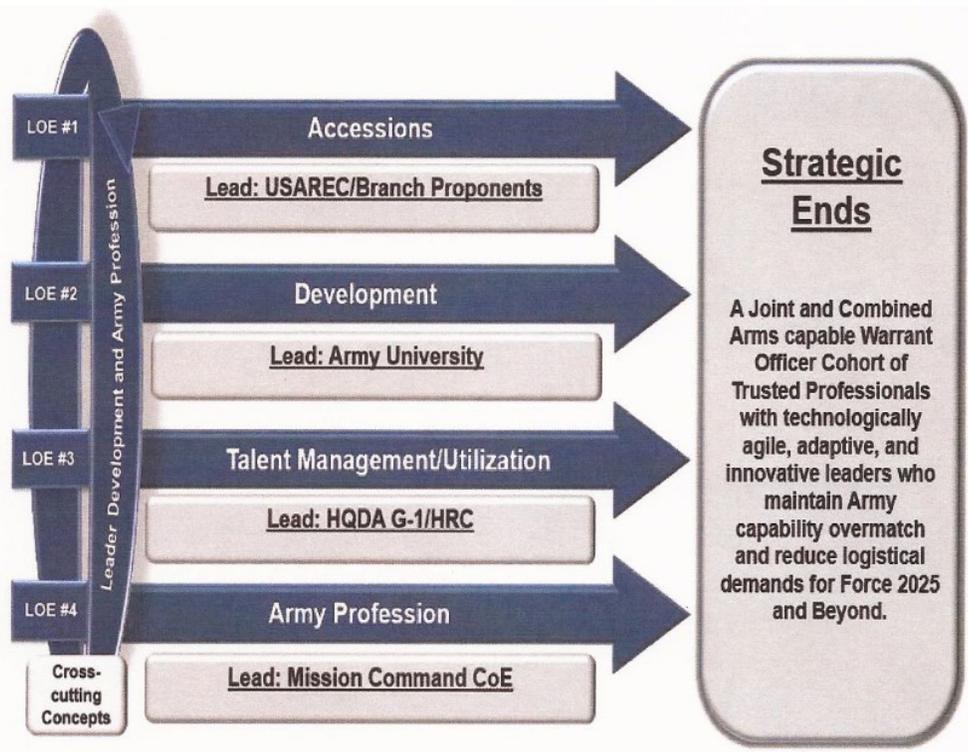 LOE #1
Accessions
Lead: USAREC/Branch Proponents
LOE #2
Development
Lead: Army University
LOE #3
Talent Management/Utilization
Lead: HQDA G-1/HRC
LOE #4
Army Profession
Lead: Mission Command CoE
Leader Development and Army Profession
Cross-
cutting
Concepts
Strategic
Ends
A Joint and Combined
Arms capable Warrant
Officer Cohort of
Trusted Professionals
with technologically
agile, adaptive, and
innovative leaders who
maintain Army
capability overmatch
and reduce logistical
demands for Force 2025
and Beyond.